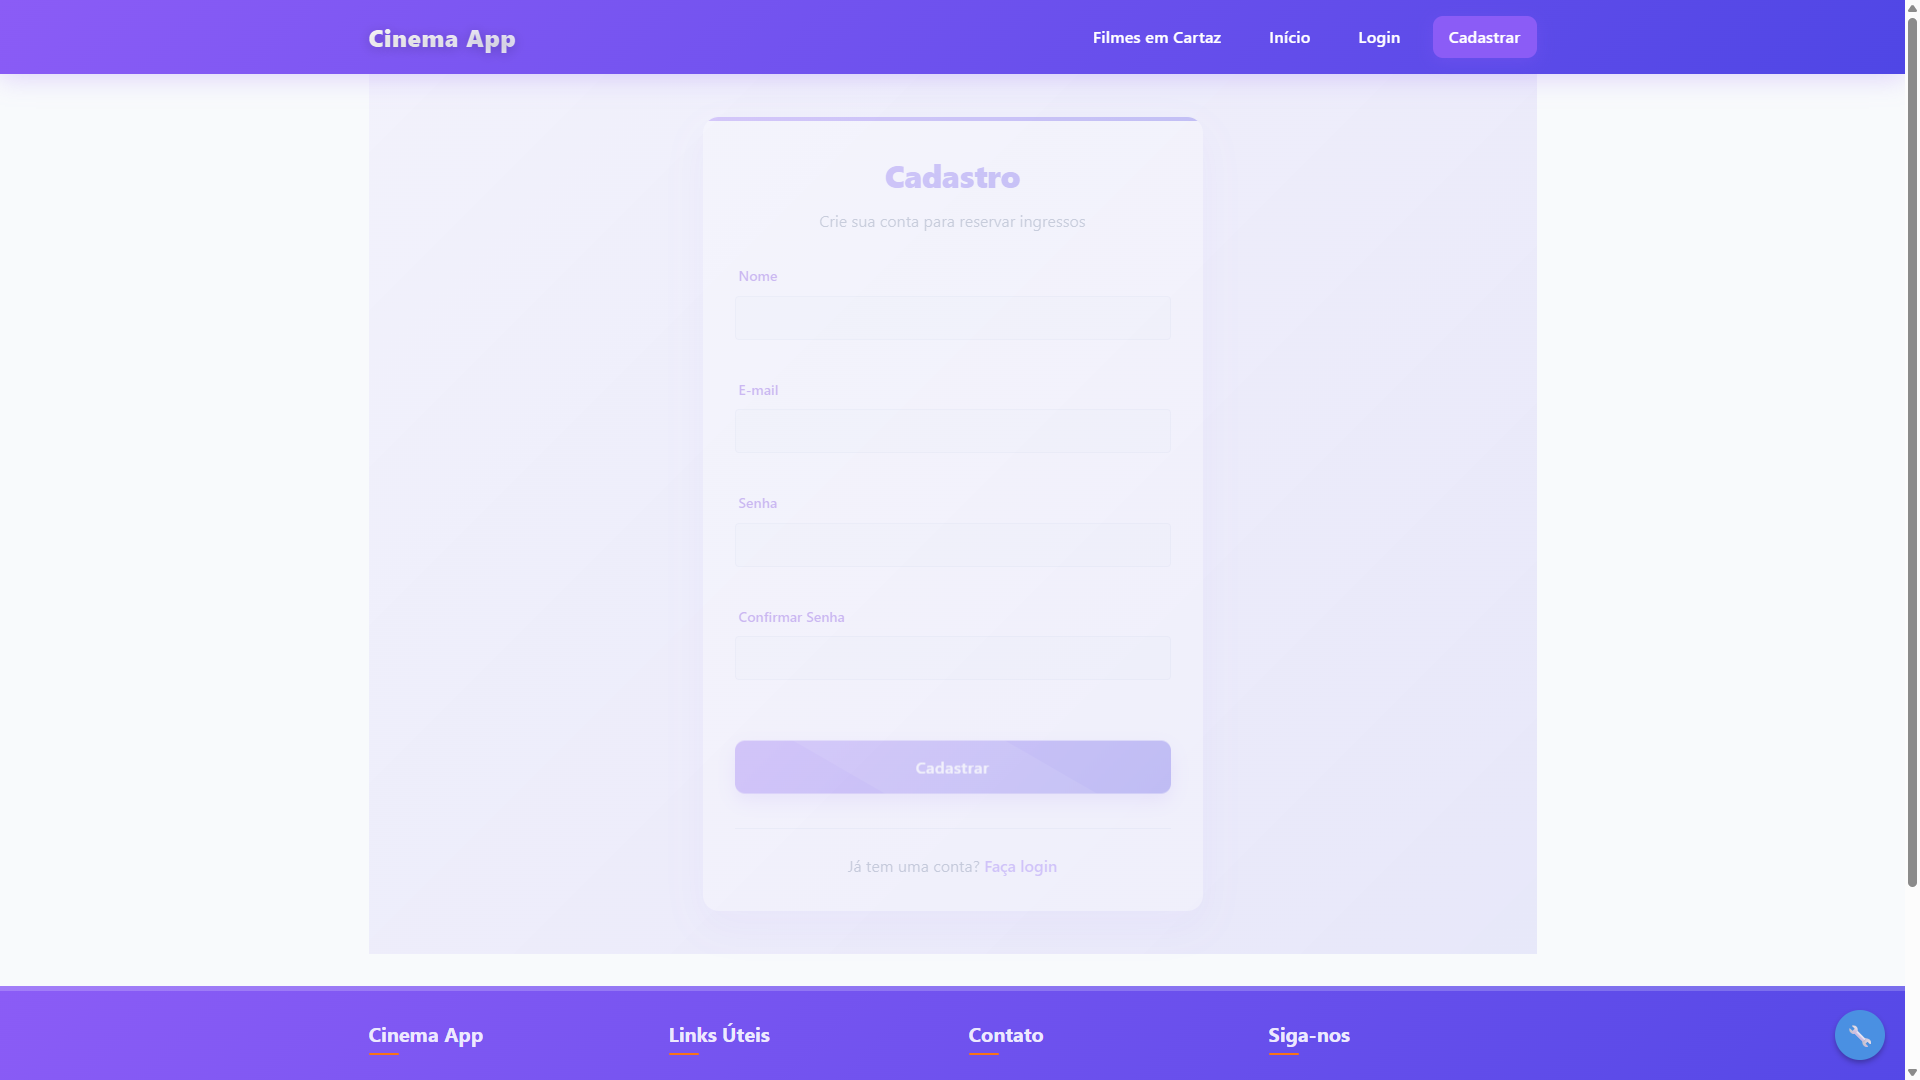 Cinema App
Filmes em Cartaz
Início
Login
Cadastrar
Cadastro
Crie sua conta para reservar ingressos
Nome
E-mail
Senha
Confirmar Senha
Cadastrar
Já tem uma conta? Faça login
Cinema App
Links Úteis
Contato
Siga-nos